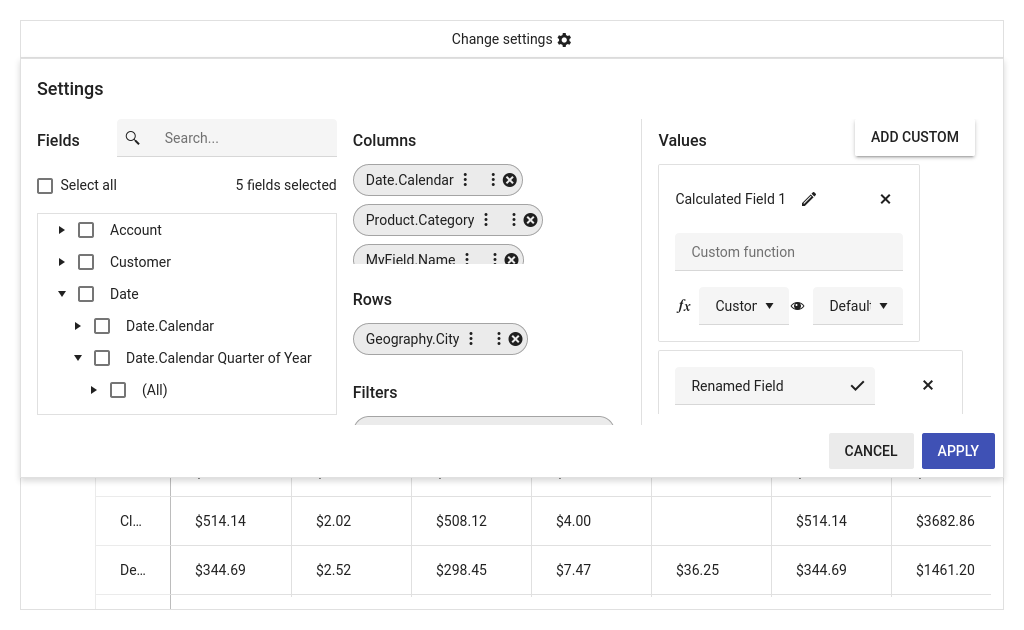 Change settings
Settings
Fields
Search...
Select all
5 fields selected
Account
Customer
Date
Date.Calendar
Date.Calendar Quarter of Year
(All)
Columns
Date.Calendar
Product.Category
MyField.Name
Rows
Geography.City
Filters
Values
ADD CUSTOM
Calculated Field 1
Custom function
fx
Custor
Defaul
Renamed Field
CANCEL
APPLY
Cl... $514.14 $2.02 $508.12 $4.00 $514.14 $3682.86
De... $344.69 $2.52 $298.45 $7.47 $36.25 $344.69 $1461.20